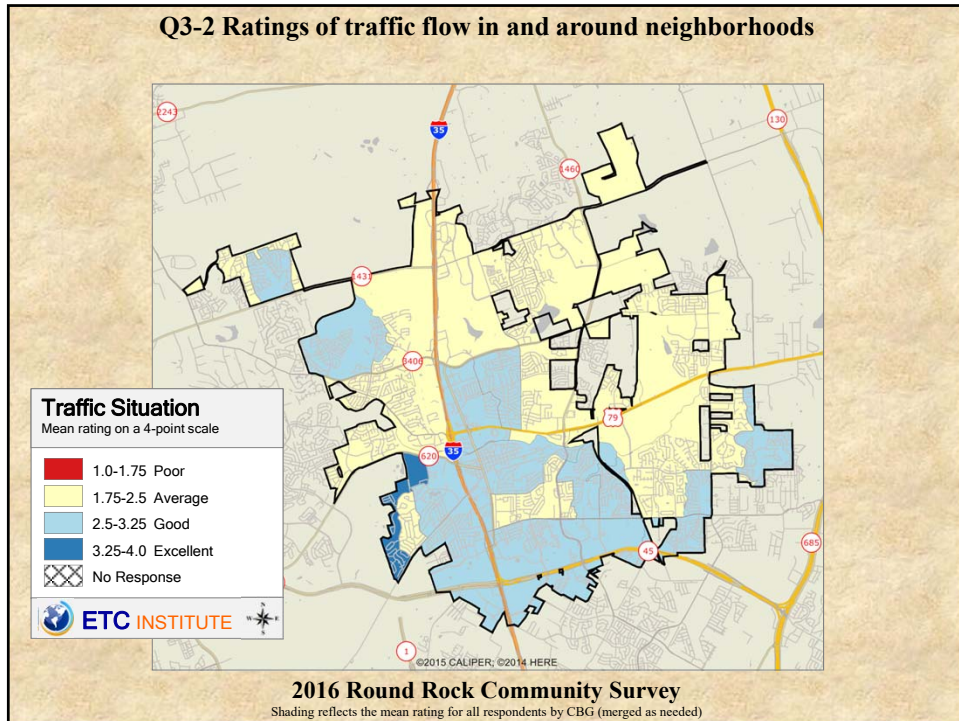 Q3-2 Ratings of traffic flow in and around neighborhoods
2243
35
130
1460
1431
3406
79
620
35
45
685
1
Traffic Situation
Mean rating on a 4-point scale
1.0-1.75 Poor
1.75-2.5 Average
2.5-3.25 Good
3.25-4.0 Excellent
No Response
ETC INSTITUTE
N
W E
S
©2015 CALIPER; ©2014 HERE
2016 Round Rock Community Survey
Shading reflects the mean rating for all respondents by CBG (merged as needed)